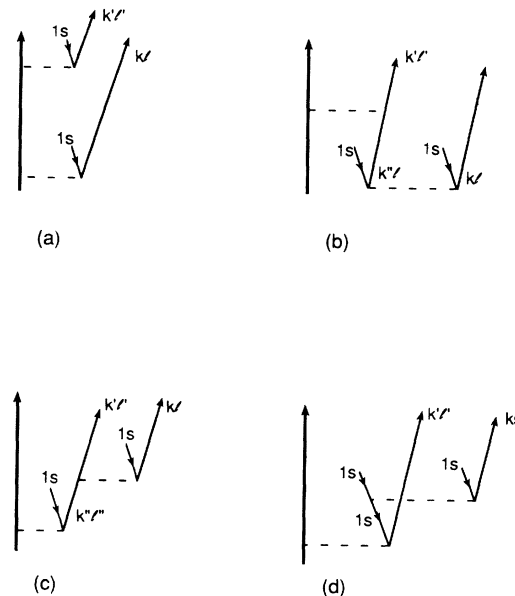 1s k'ℓ'
kℓ
1s
(a)
k'ℓ'
1s 1s
k"ℓ kℓ
(b)
k'ℓ' kℓ
1s
1s
k"ℓ"
(c)
k'ℓ'
1s 1s
1s
(d)